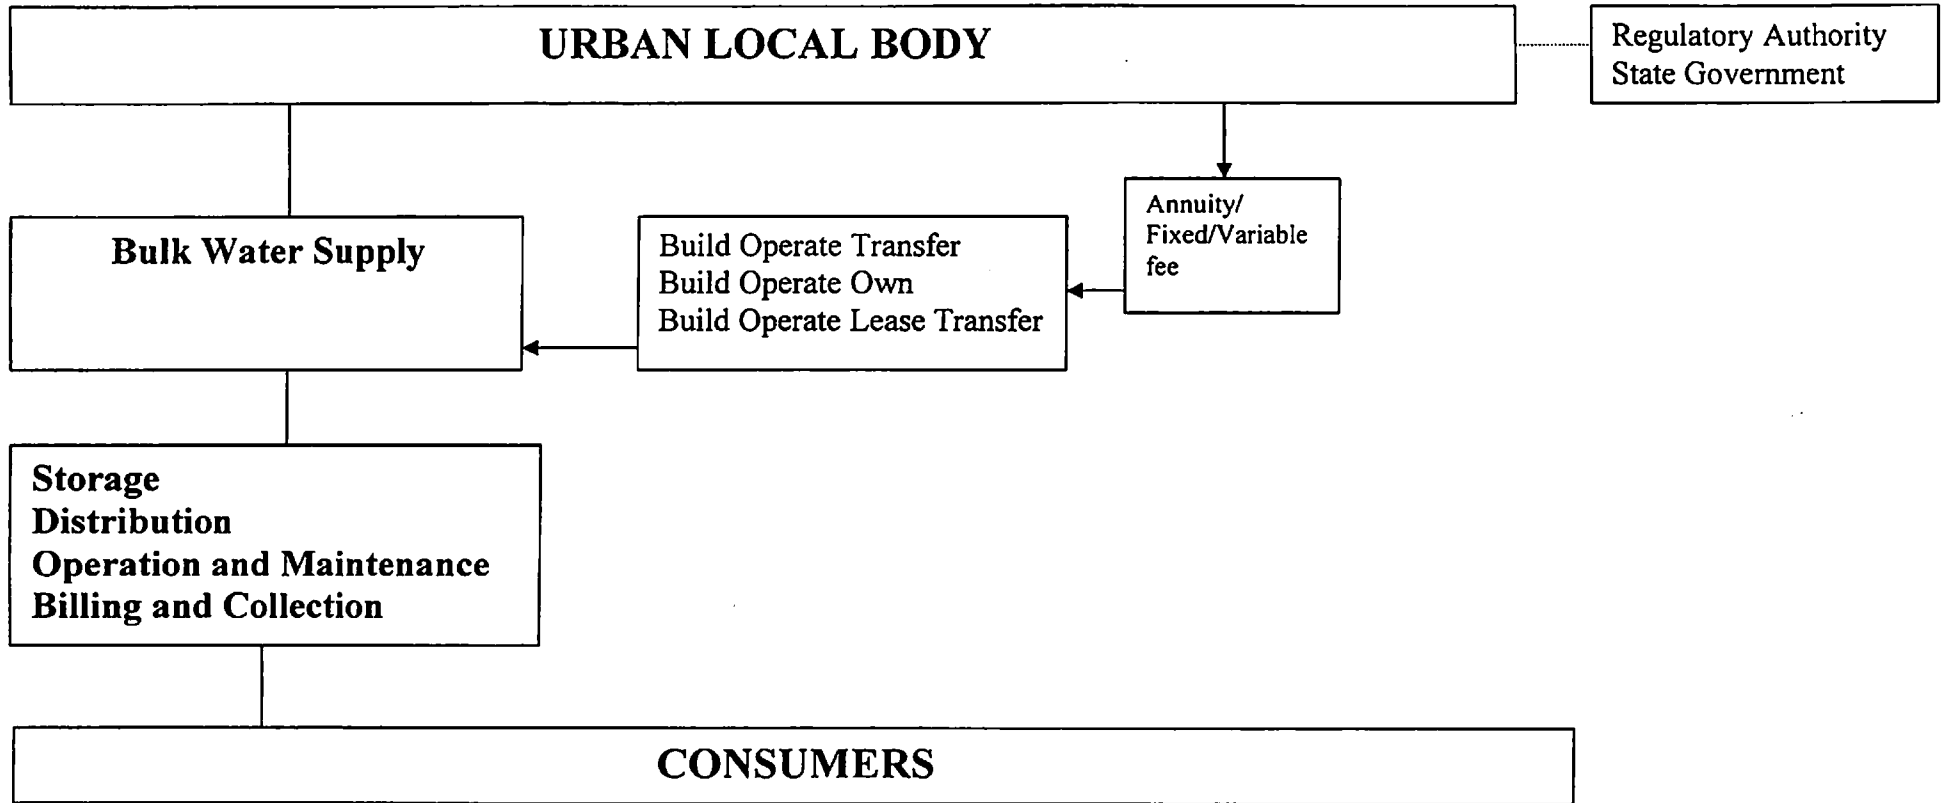 URBAN LOCAL BODY
Regulatory Authority
State Government
Annuity/
Fixed/Variable
fee
Bulk Water Supply
Build Operate Transfer
Build Operate Own
Build Operate Lease Transfer
Storage
Distribution
Operation and Maintenance
Billing and Collection
CONSUMERS